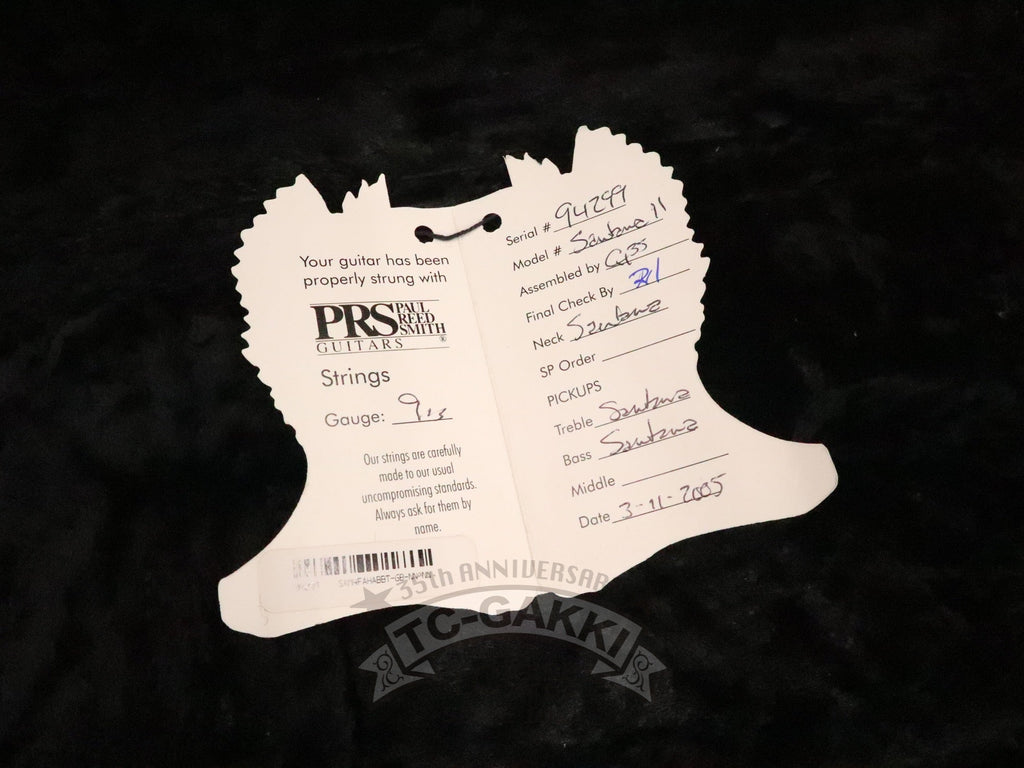 Your guitar has been
properly strung with
PRS PAUL
REED
SMITH
GUITARS ®
Strings
Gauge: 9's
Our strings are carefully
made to our usual
uncompromising standards.
Always ask for them by
name.
Serial # 94299
Model # Santana II
Assembled by
Final Check By
Neck Santana
SP Order
PICKUPS
Treble Santana
Bass Santana
Middle
Date 3-11-2005
35th ANNIVERSAR
TC-GAKKI